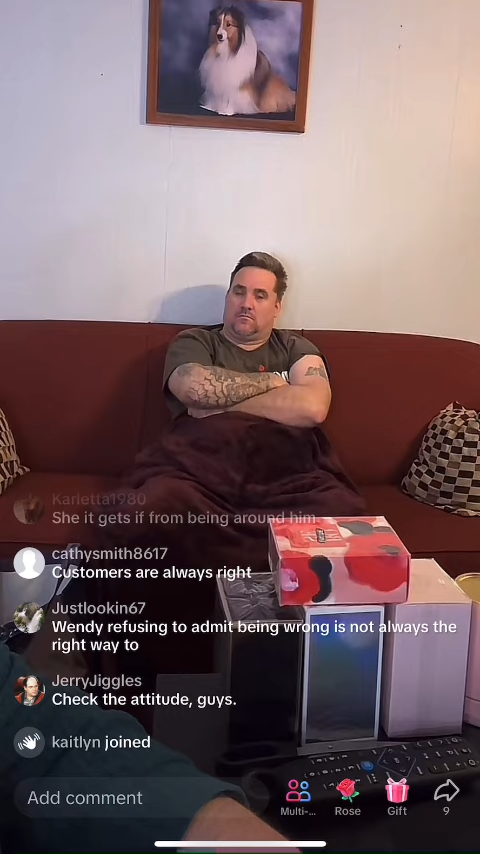 Karletta1980
She it gets if from being around him.
cathysmith8617
Customers are always right
Justlookin67
Wendy refusing to admit being wrong is not always the
right way to
JerryJiggles
Check the attitude, guys.
kaitlyn joined
Add comment
Multi-...
Rose
Gift
9